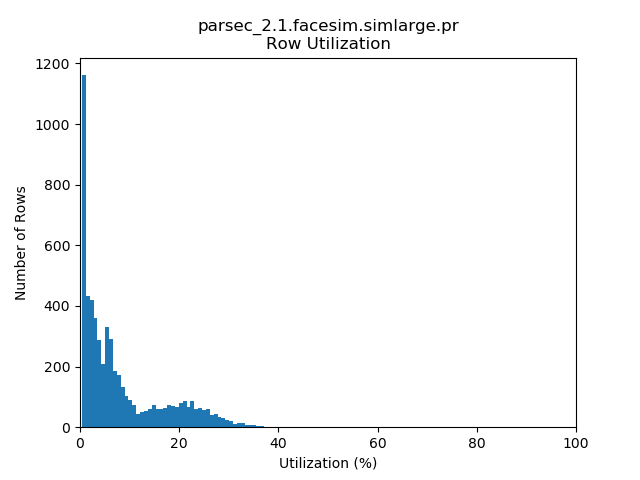 parsec_2.1.facesim.simlarge.pr
Row Utilization
1200
1000
800
600
400
200
0
Number of Rows
0 20 40 60 80 100
Utilization (%)